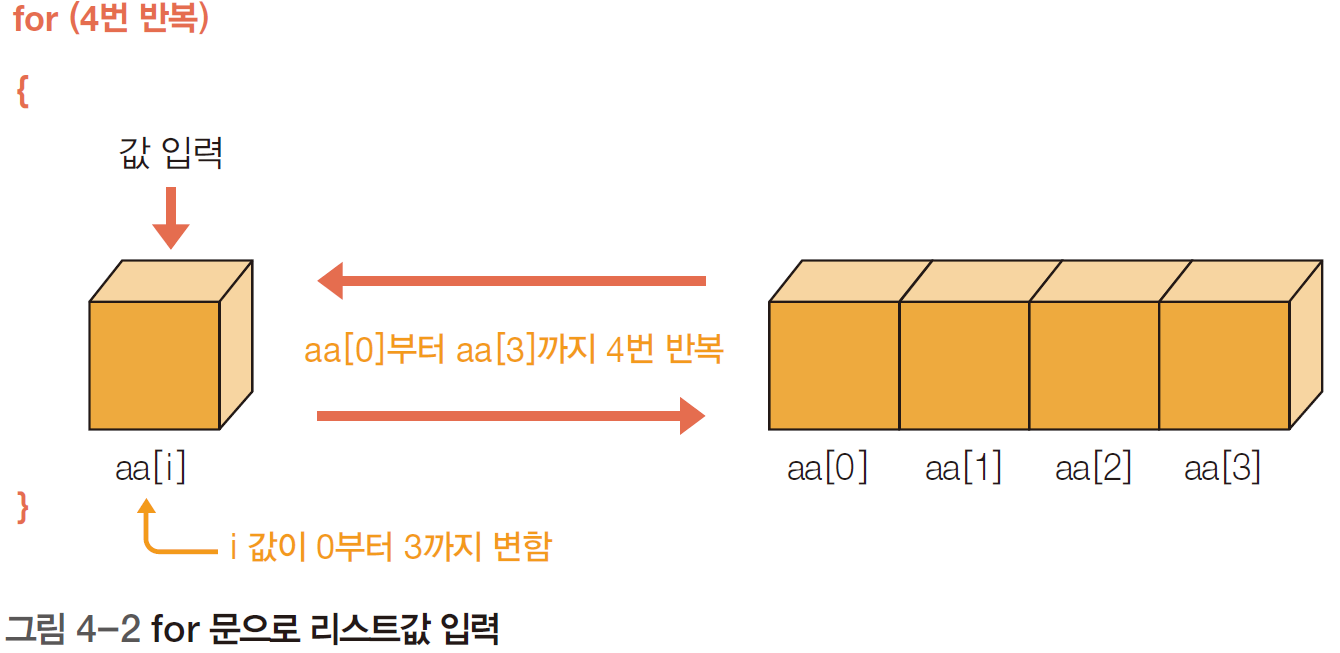 for (4번 반복)
{
값 입력
aa[0]부터 aa[3]까지 4번 반복
aa[i]
aa[0] aa[1] aa[2] aa[3]
}
i 값이 0부터 3까지 변함
그림 4-2 for 문으로 리스트값 입력